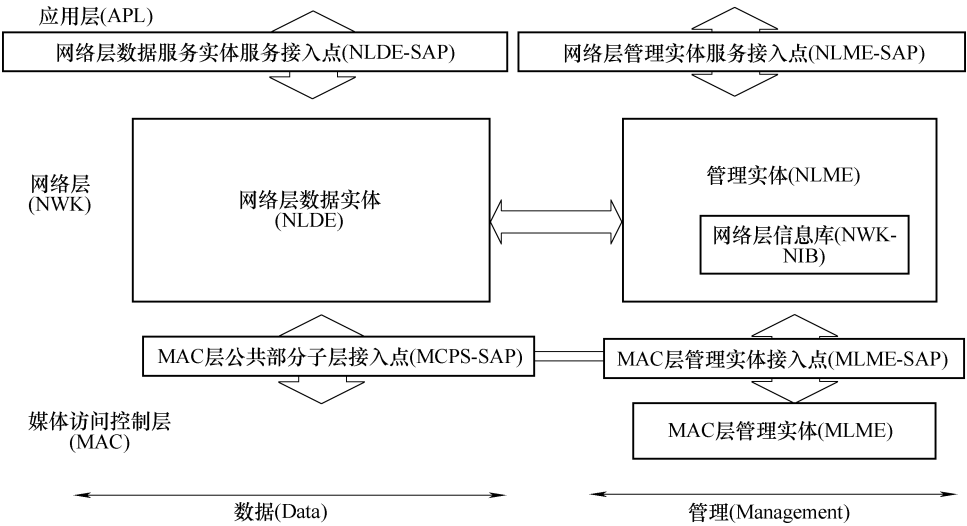 应用层(APL)
网络层数据服务实体服务接入点(NLDE-SAP)
网络层管理实体服务接入点(NLME-SAP)
网络层
(NWK)
网络层数据实体
(NLDE)
管理实体(NLME)
网络层信息库(NWK-
NIB)
MAC层公共部分子层接入点(MCPS-SAP)
MAC层管理实体接入点(MLME-SAP)
媒体访问控制层
(MAC)
MAC层管理实体(MLME)
数据(Data)
管理(Management)